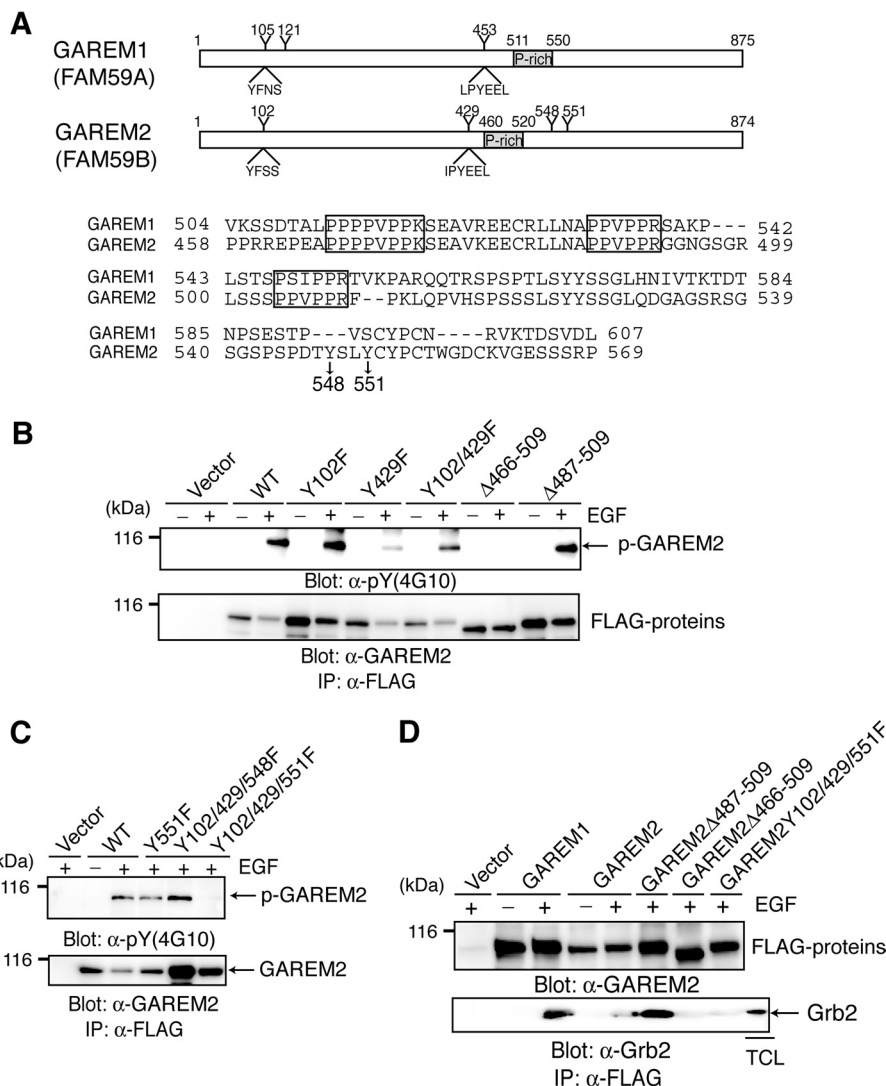 A
1 105 121 453 511 550 875
GAREM1
(FAM59A)
P-rich
YFNS LPYEEL
102 429 460 520 548 551 874
1
GAREM2
(FAM59B)
P-rich
YFSS IPYEEL
GAREM1 504 VKSSDTALPPPPVPPKSEAVREECRLLNAPPVPPRSAKP--- 542
GAREM2 458 PPRREPEAPPPPVPPKSEAVKEECRLLNAPPVPPRGGNGSGR 499
GAREM1 543 LSTSPSIPPRTVKPARQQTRSPSPTLSYYSSGLHNIVTKTDT 584
GAREM2 500 LSSSPPVPPRF--PKLQPVHSPSSSLSYYSSGLQDGAGSRSG 539
GAREM1 585 NPSESTP---VSCYPCN----RVKTDSVDL 607
GAREM2 540 SGSPSPDTYSLYCYPCTWGDCKVGESSSRP 569
548 551
B
Vector WT Y102F Y429F Y102/429F Δ466-509 Δ487-509
(kDa) − + − + − + − + − + − + − + EGF
116 p-GAREM2
Blot: α-pY(4G10)
116 FLAG-proteins
Blot: α-GAREM2
IP: α-FLAG
C
Vector WT Y551F Y102/429/548F Y102/429/551F
kDa) + − + + + + EGF
116 p-GAREM2
Blot: α-pY(4G10)
116 GAREM2
Blot: α-GAREM2
IP: α-FLAG
D
Vector GAREM1 GAREM2 GAREM2Δ487-509 GAREM2Δ466-509 GAREM2Y102/429/551F
(kDa) + − + − + + + + EGF
116 FLAG-proteins
Blot: α-GAREM2
Grb2
Blot: α-Grb2 TCL
IP: α-FLAG